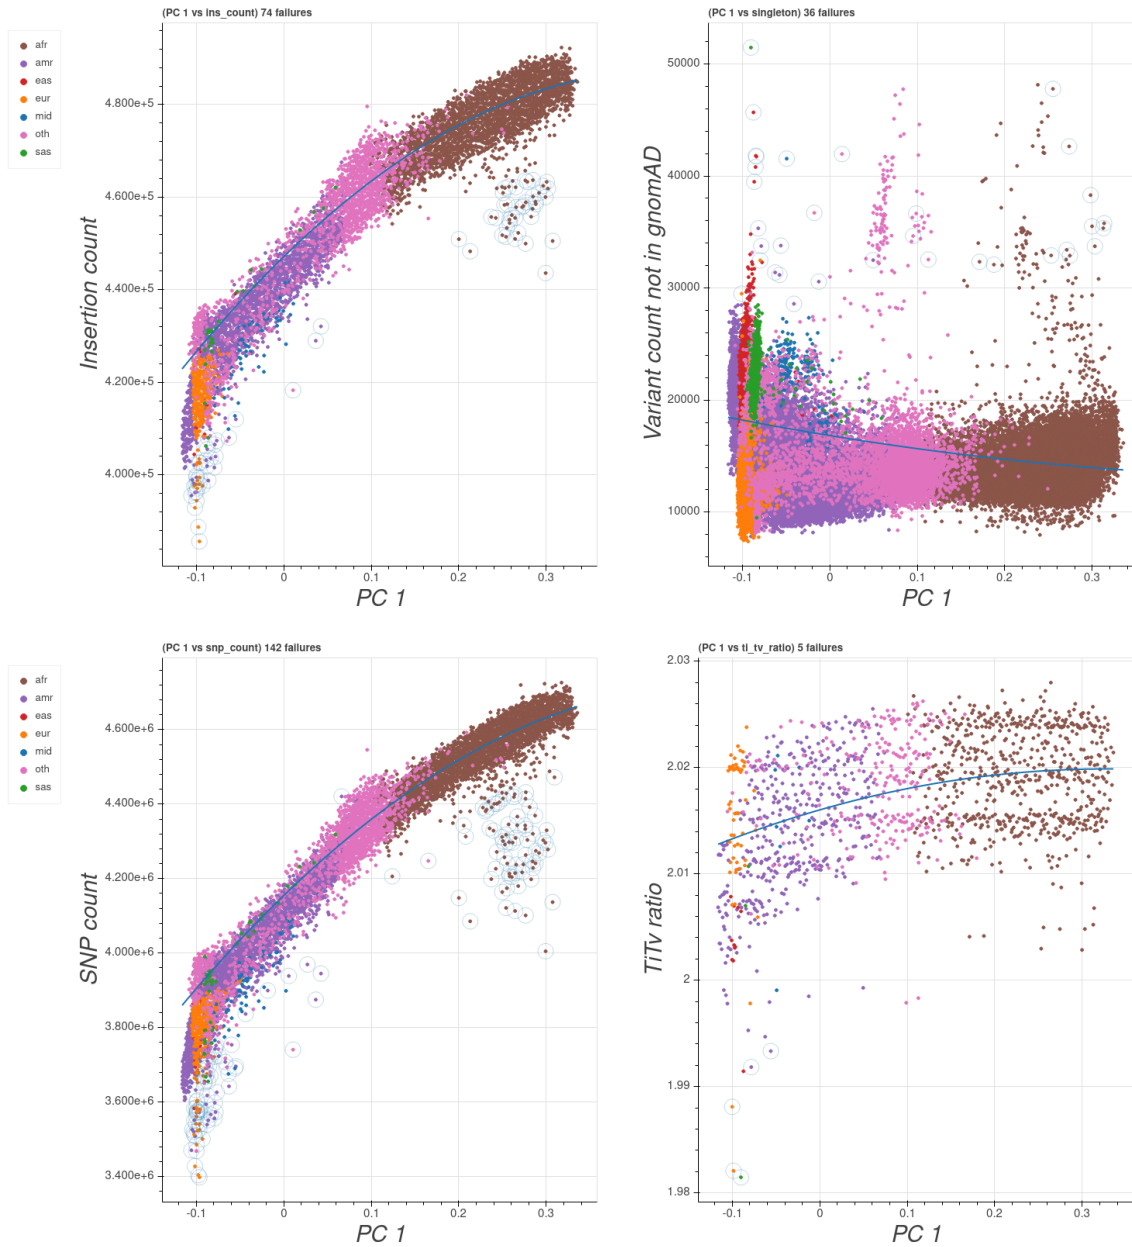 (PC 1 vs ins_count) 74 failures
afr
amr
eas
eur
mid
oth
sas
Insertion count
4.800e+5
4.600e+5
4.400e+5
4.200e+5
4.000e+5
-0.1 0 0.1 0.2 0.3
PC 1
(PC 1 vs singleton) 36 failures
Variant count not in gnomAD
50000
40000
30000
20000
10000
-0.1 0 0.1 0.2 0.3
PC 1
(PC 1 vs snp_count) 142 failures
afr
amr
eas
eur
mid
oth
sas
SNP count
4.600e+6
4.400e+6
4.200e+6
4.000e+6
3.800e+6
3.600e+6
3.400e+6
-0.1 0 0.1 0.2 0.3
PC 1
(PC 1 vs ti_tv_ratio) 5 failures
TiTv ratio
2.03
2.02
2.01
2
1.99
1.98
-0.1 0 0.1 0.2 0.3
PC 1